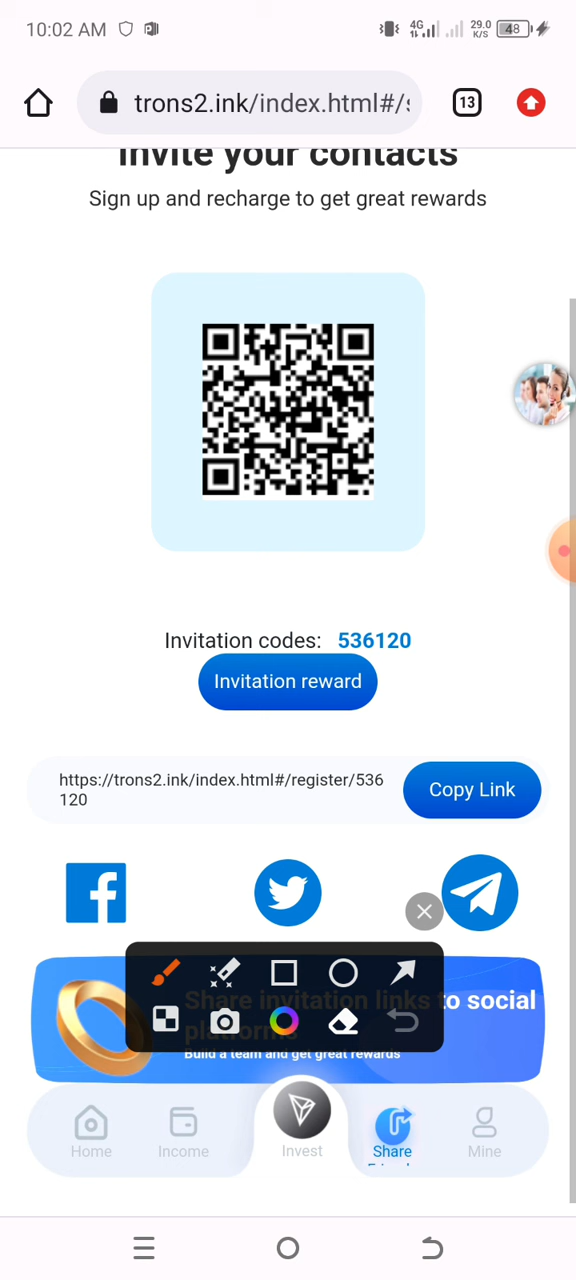 10:02 AM
4G
29.0
K/S
48
trons2.ink/index.html#/
13
Invite your contacts
Sign up and recharge to get great rewards
Invitation codes: 536120
Invitation reward
https://trons2.ink/index.html#/register/536
120
Copy Link
Share invitation links to social
platforms
Build a team and get great rewards
Home
Income
Invest
Share
Mine